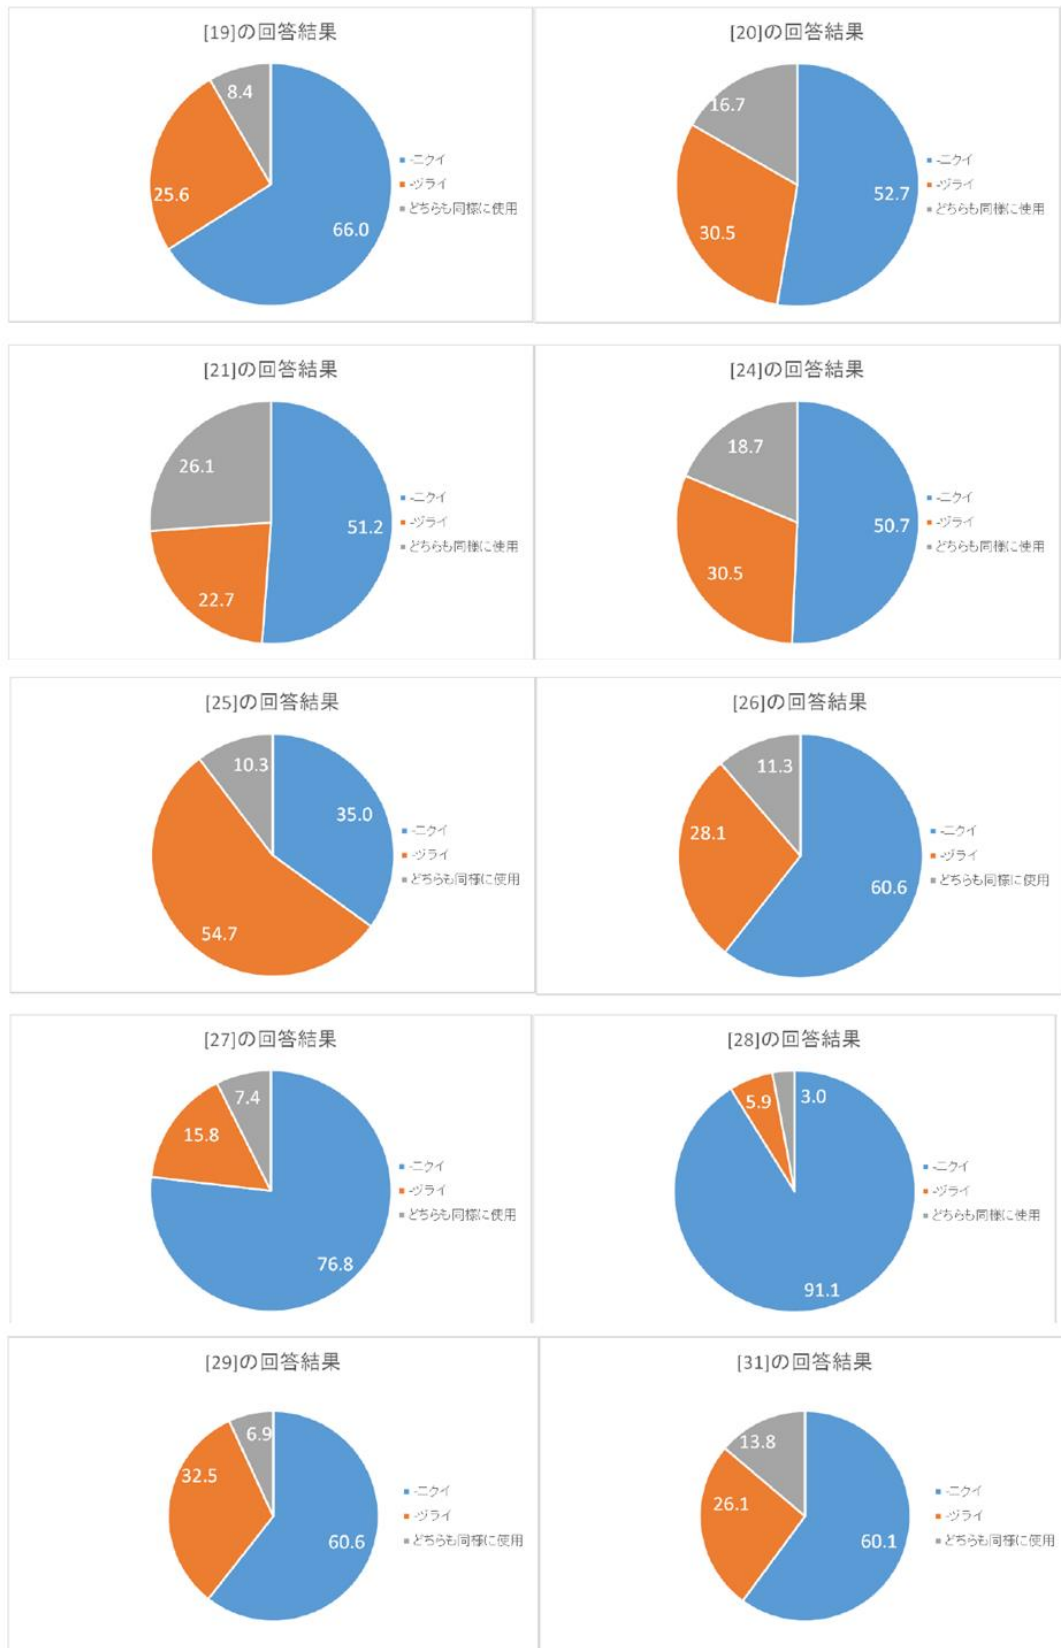 [19]の回答結果
8.4
25.6
66.0
-ニクイ
-ヅライ
どちらも同様に使用
[20]の回答結果
16.7
30.5
52.7
-ニクイ
-ヅライ
どちらも同様に使用
[21]の回答結果
26.1
22.7
51.2
-ニクイ
-ヅライ
どちらも同様に使用
[24]の回答結果
18.7
30.5
50.7
-ニクイ
-ヅライ
どちらも同様に使用
[25]の回答結果
10.3
35.0
54.7
-ニクイ
-ヅライ
どちらも同様に使用
[26]の回答結果
11.3
28.1
60.6
-ニクイ
-ヅライ
どちらも同様に使用
[27]の回答結果
7.4
15.8
76.8
-ニクイ
-ヅライ
どちらも同様に使用
[28]の回答結果
5.9
3.0
91.1
-ニクイ
-ヅライ
どちらも同様に使用
[29]の回答結果
6.9
32.5
60.6
-ニクイ
-ヅライ
どちらも同様に使用
[31]の回答結果
13.8
26.1
60.1
-ニクイ
-ヅライ
どちらも同様に使用